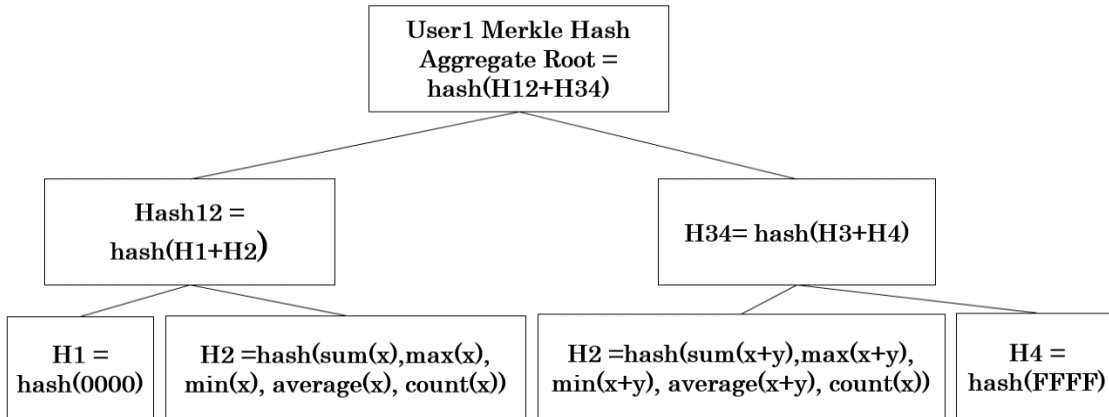 User1 Merkle Hash
Aggregate Root =
hash(H12+H34)
Hash12 =
hash(H1+H2)
H34= hash(H3+H4)
H1 =
hash(0000)
H2 =hash(sum(x),max(x),
min(x), average(x), count(x))
H2 =hash(sum(x+y),max(x+y),
min(x+y), average(x+y), count(x))
H4 =
hash(FFFF)